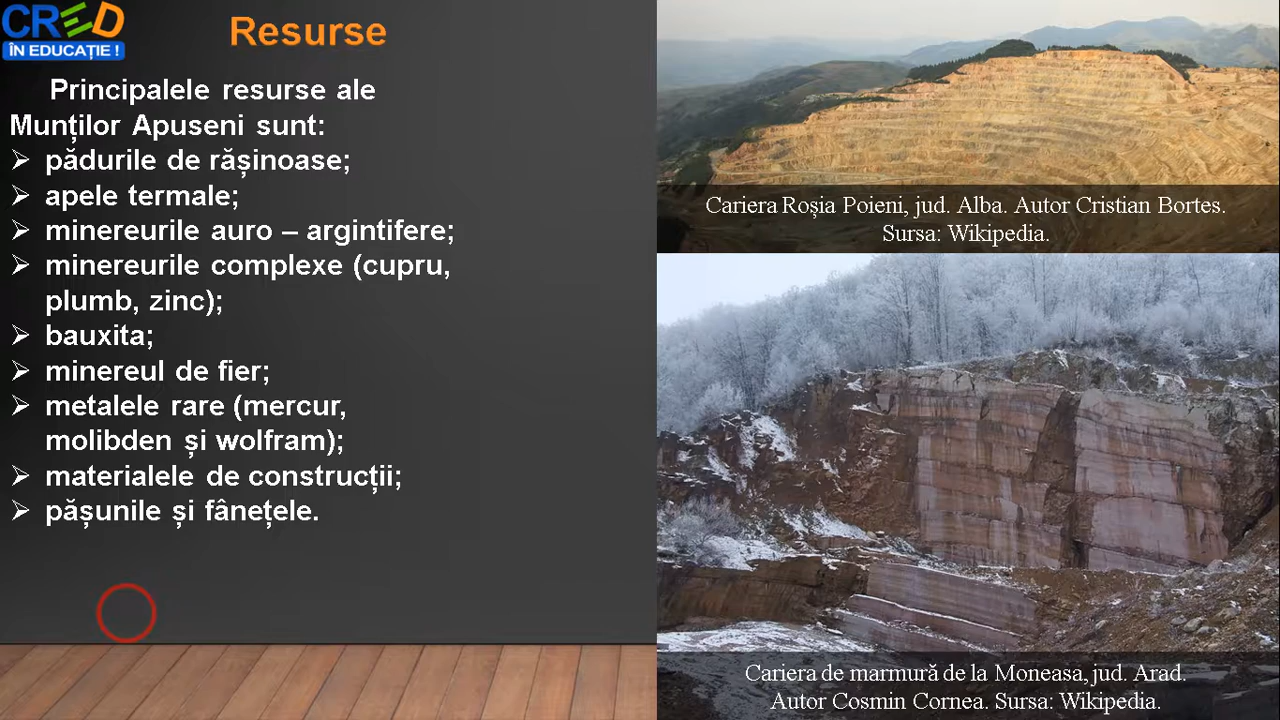 CRED
ÎN EDUCAȚIE !
Resurse
Principalele resurse ale
Munților Apuseni sunt:
pădurile de rășinoase;
apele termale;
minereurile auro – argintifere;
minereurile complexe (cupru,
plumb, zinc);
bauxita;
minereul de fier;
metalele rare (mercur,
molibden și wolfram);
materialele de construcții;
pășunile și fânețele.
Cariera Roșia Poieni, jud. Alba. Autor Cristian Bortes.
Sursa: Wikipedia.
Cariera de marmură de la Moneasa, jud. Arad.
Autor Cosmin Cornea. Sursa: Wikipedia.